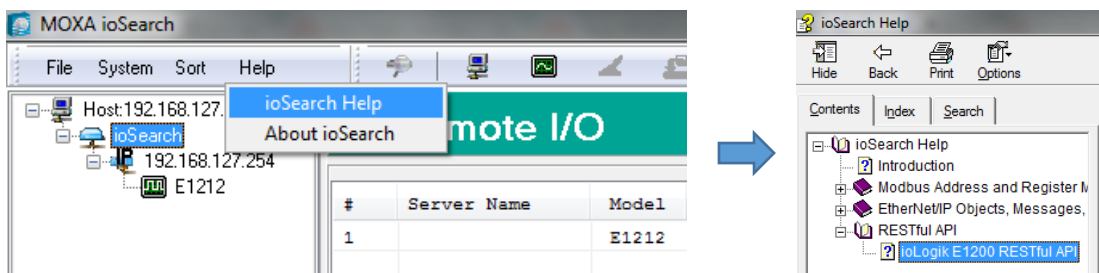 MOXA ioSearch
File System Sort Help
ioSearch Help
About ioSearch
Host:192.168.127.
ioSearch
192.168.127.254
E1212
mote I/O
# Server Name Model
1 E1212
ioSearch Help
Hide Back Print Options
Contents Index Search
ioSearch Help
Introduction
Modbus Address and Register M
EtherNet/IP Objects, Messages,
RESTful API
ioLogik E1200 RESTful API